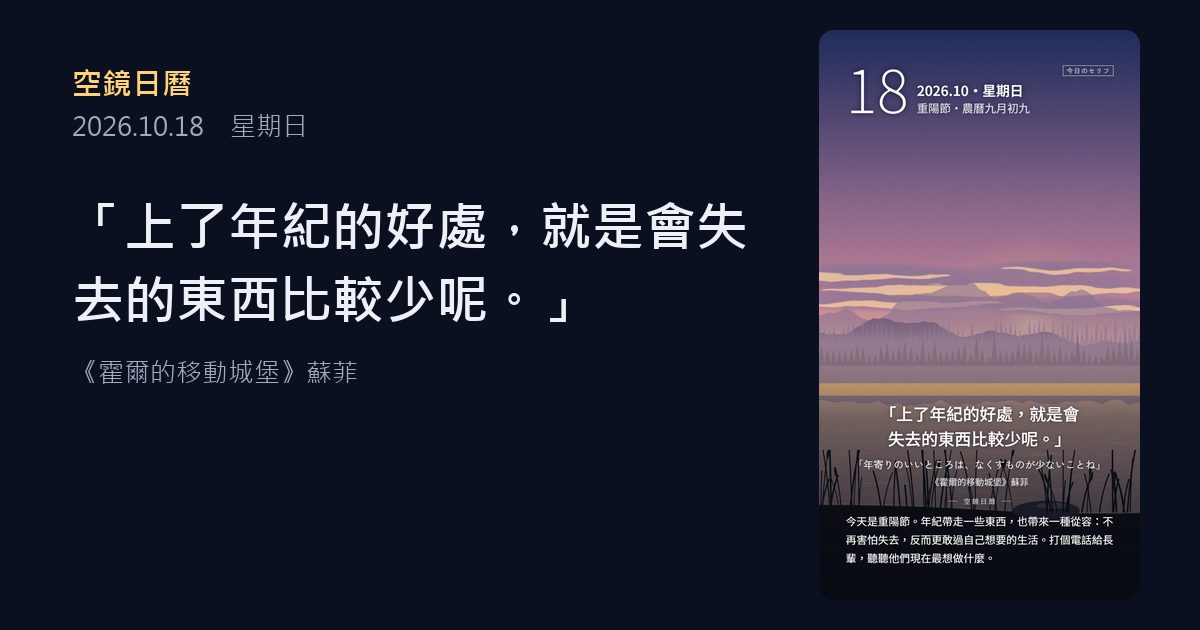 空鏡日曆
2026.10.18　星期日
「上了年紀的好處，就是會失
去的東西比較少呢。」
《霍爾的移動城堡》蘇菲
今日のセリフ
18
2026.10・星期日
重陽節・農曆九月初九
「上了年紀的好處，就是會
失去的東西比較少呢。」
「年寄りのいいところは、なくすものが少ないことね」
《霍爾的移動城堡》蘇菲
— 空鏡日曆 —
今天是重陽節。年紀帶走一些東西，也帶來一種從容：不
再害怕失去，反而更敢過自己想要的生活。打個電話給長
輩，聽聽他們現在最想做什麼。